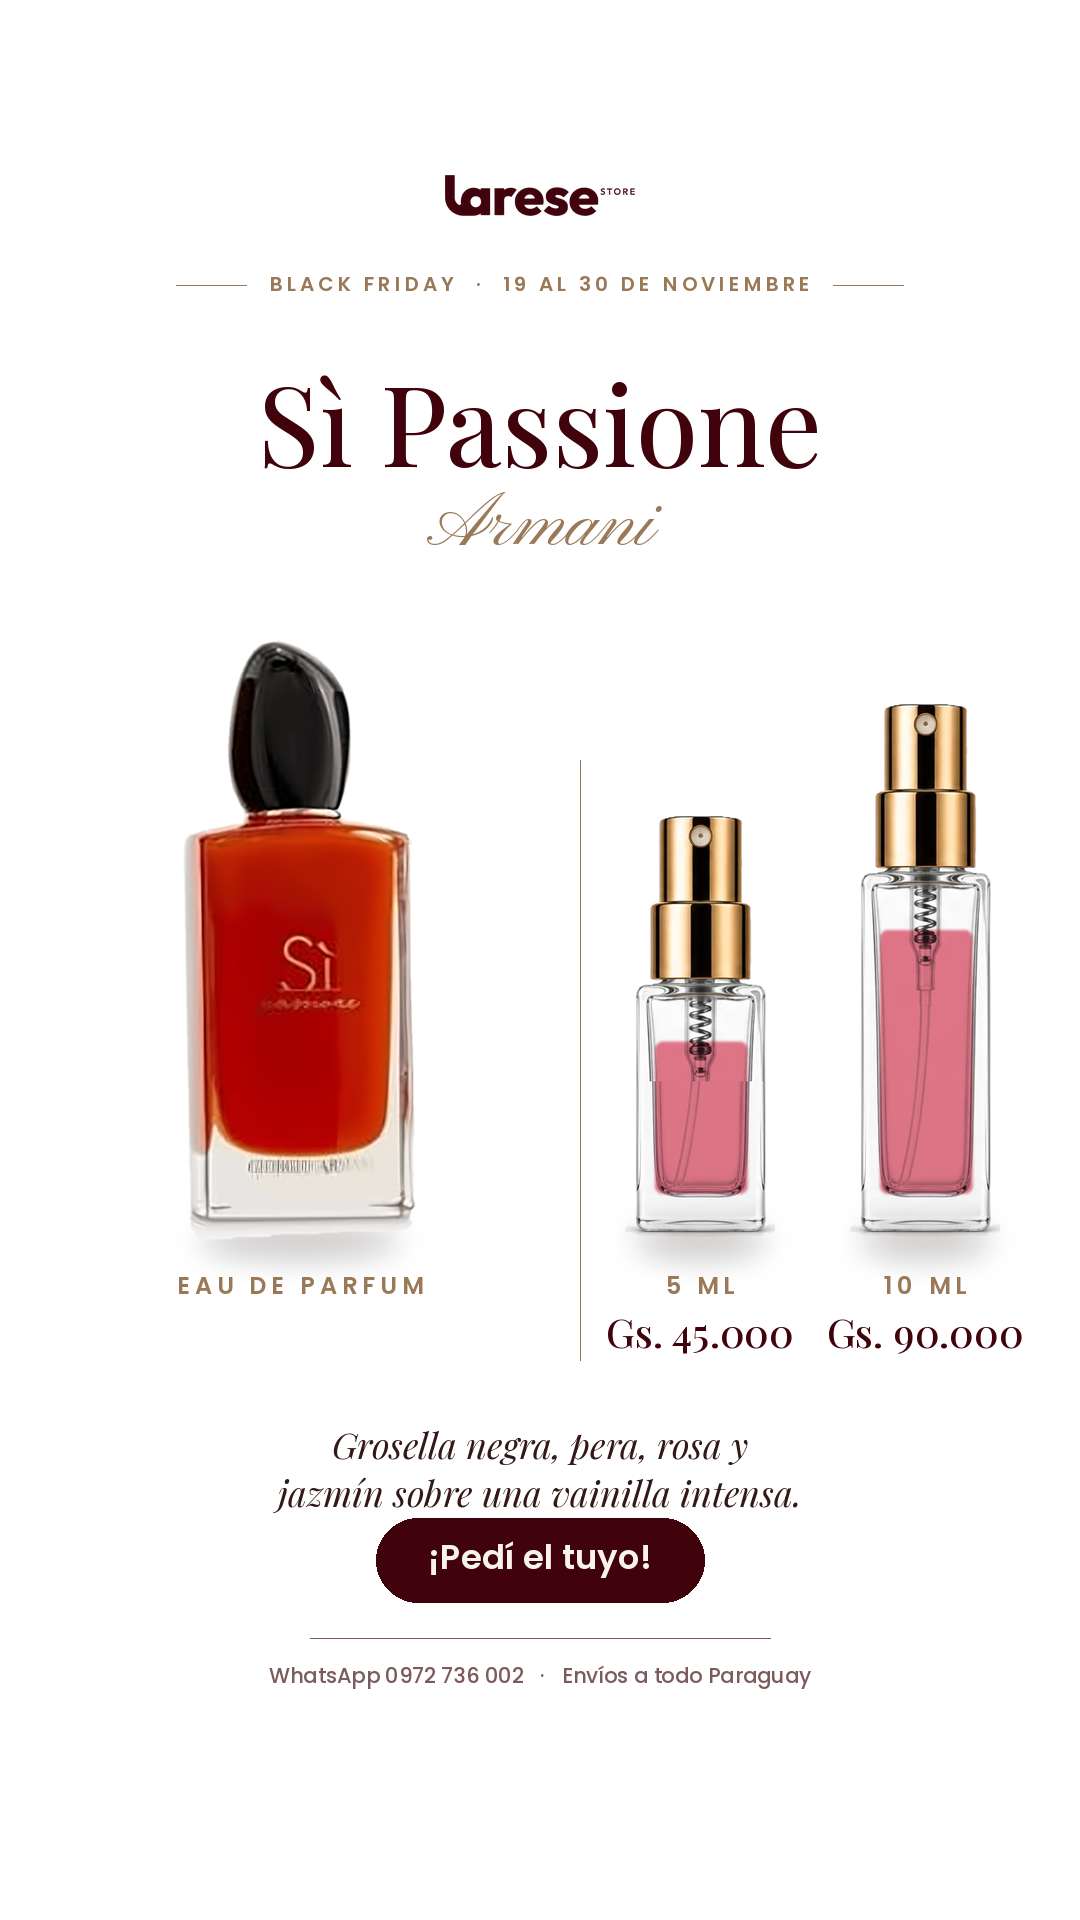 Larese STORE
BLACK FRIDAY · 19 AL 30 DE NOVIEMBRE
Sì Passione
Armani
Sì
passione
EAU DE PARFUM
5 ML
Gs. 45.000
10 ML
Gs. 90.000
Grosella negra, pera, rosa y
jazmín sobre una vainilla intensa.
¡Pedí el tuyo!
WhatsApp 0972 736 002 · Envíos a todo Paraguay